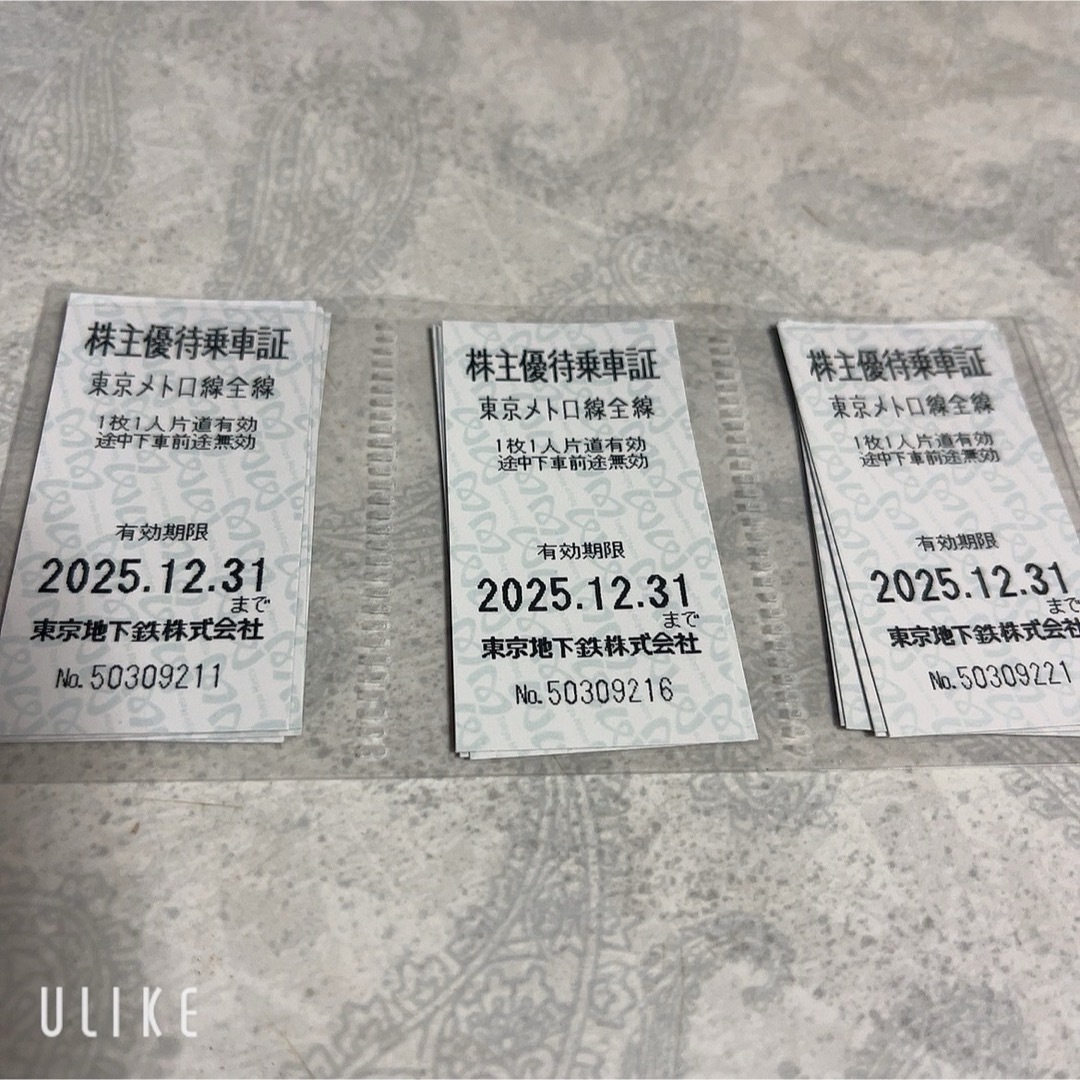 株主優待乗車証
東京メトロ線全線
1枚1人片道有効
途中下車前途無効
有効期限
2025.12.31
まで
東京地下鉄株式会社
No.50309211
株主優待乗車証
東京メトロ線全線
1枚1人片道有効
途中下車前途無効
有効期限
2025.12.31
まで
東京地下鉄株式会社
No.50309216
株主優待乗車証
東京メトロ線全線
1枚1人片道有効
途中下車前途無効
有効期限
2025.12.31
まで
東京地下鉄株式会社
No.50309221
ULIKE